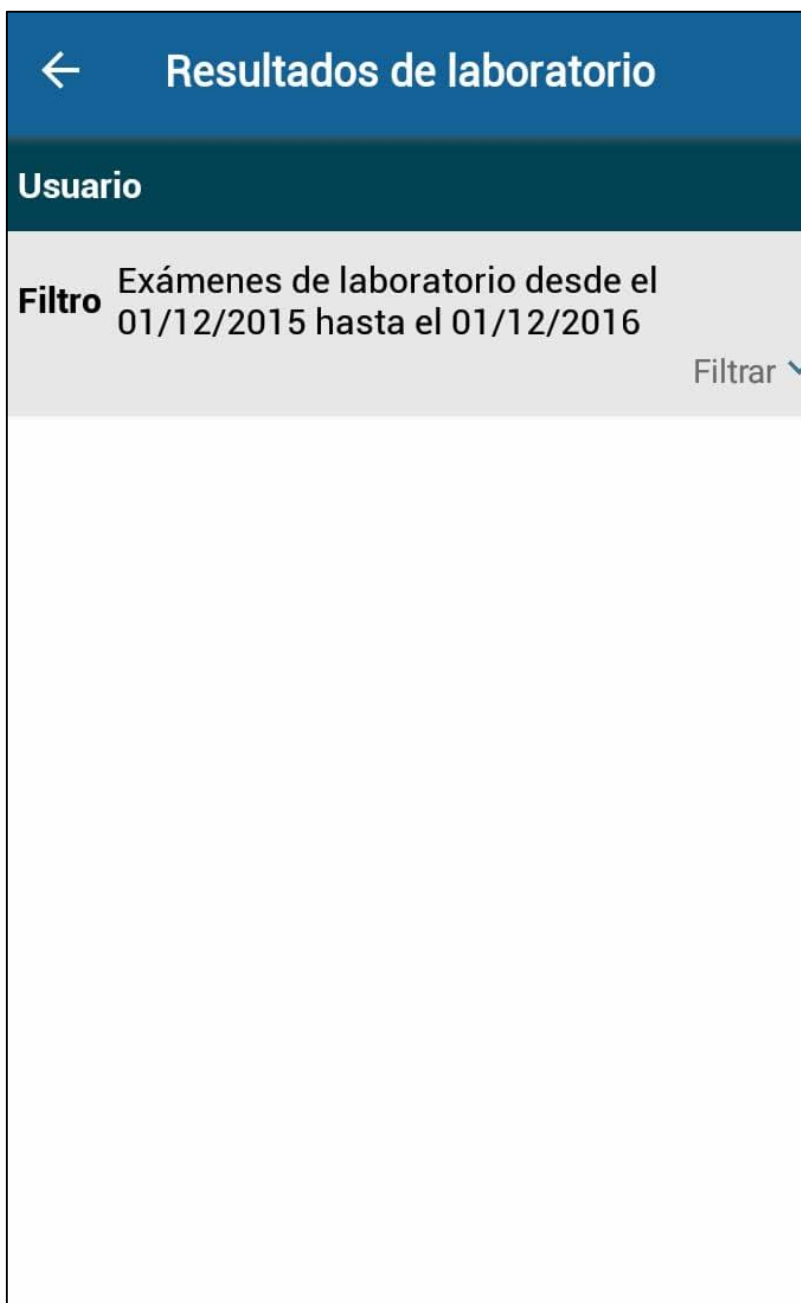 Resultados de laboratorio
Usuario
Filtro Exámenes de laboratorio desde el
01/12/2015 hasta el 01/12/2016
Filtrar